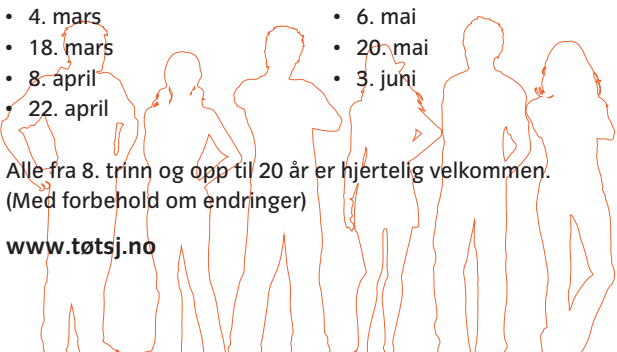 • 4. mars
• 18. mars
• 8. april
• 22. april
• 6. mai
• 20. mai
• 3. juni
Alle fra 8. trinn og opp til 20 år er hjertelig velkommen.
(Med forbehold om endringer)
www.tøtsj.no